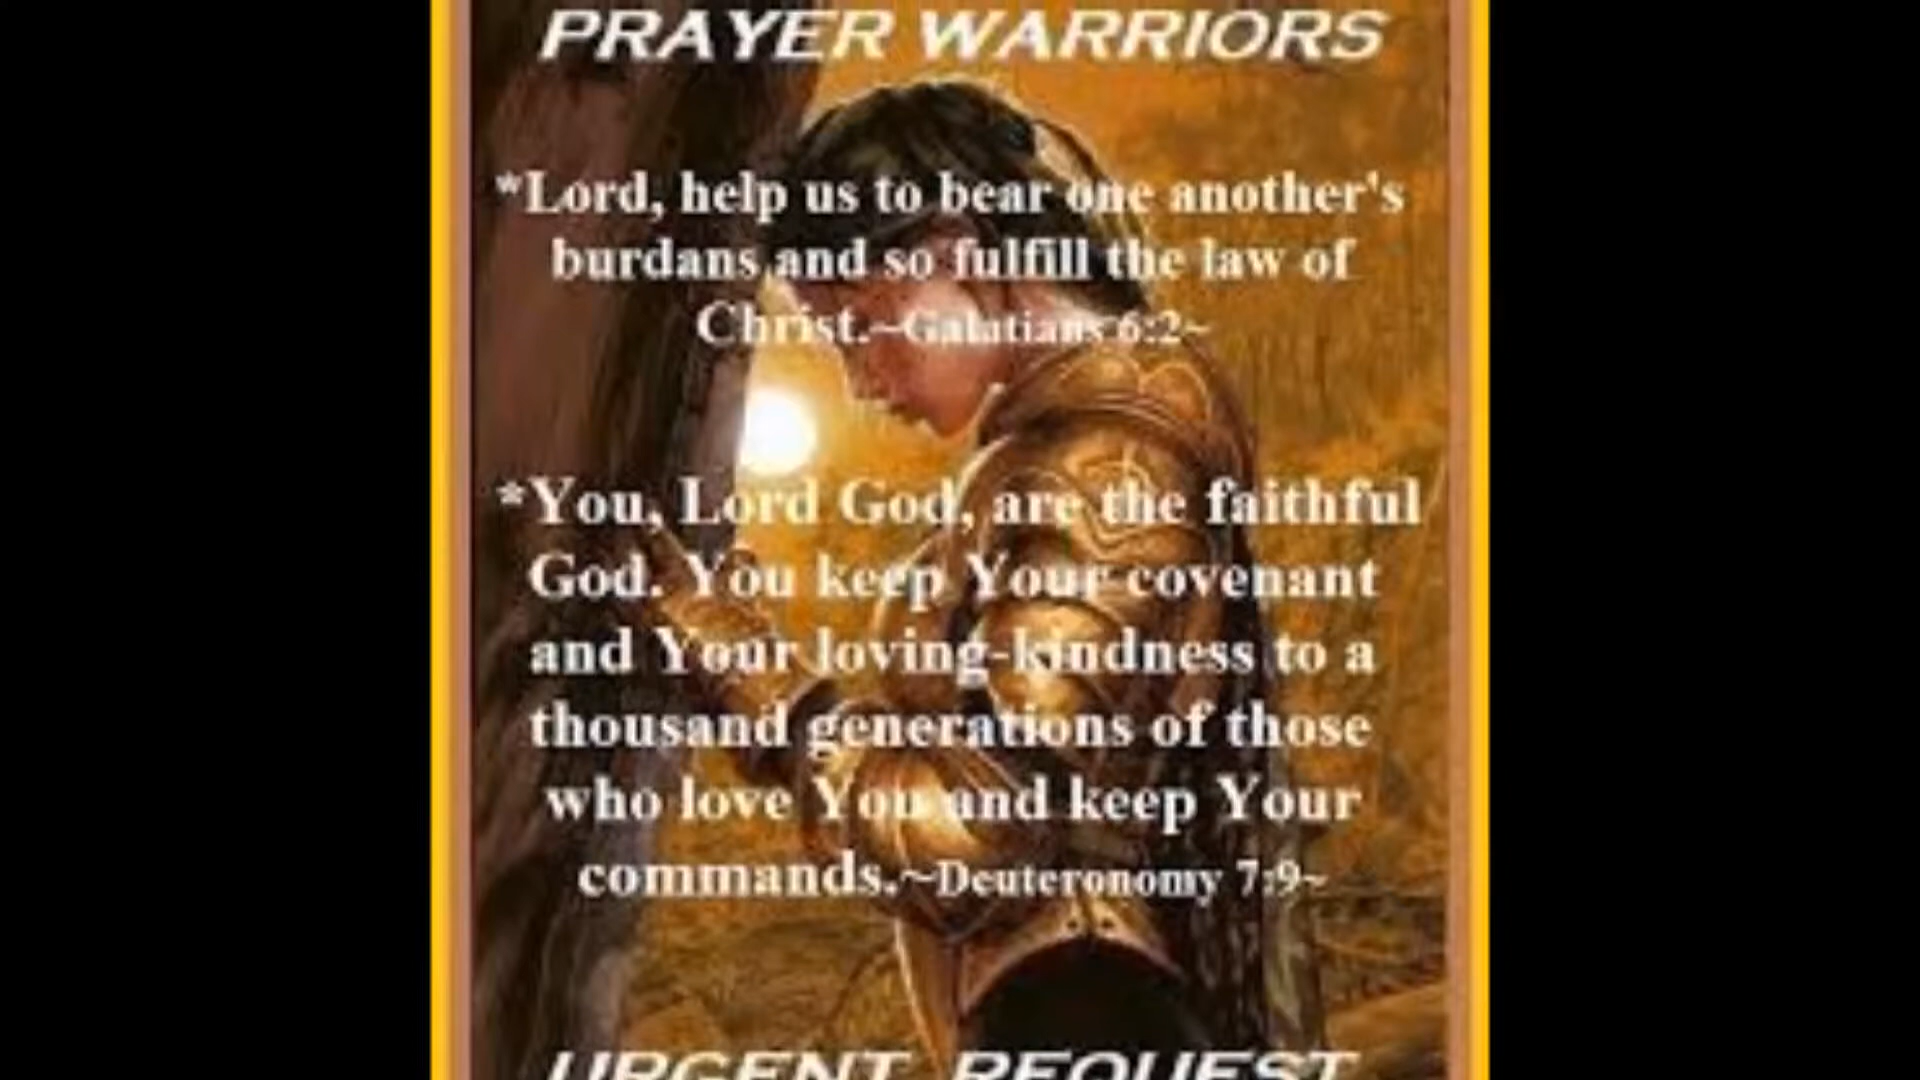 PRAYER WARRIORS
*Lord, help us to bear one another's
burdans and so fulfill the law of
Christ.~Galatians 6:2~
*You, Lord God, are the faithful
God. You keep Your covenant
and Your loving-kindness to a
thousand generations of those
who love You and keep Your
commands.~Deuteronomy 7:9~
URGENT REQUEST